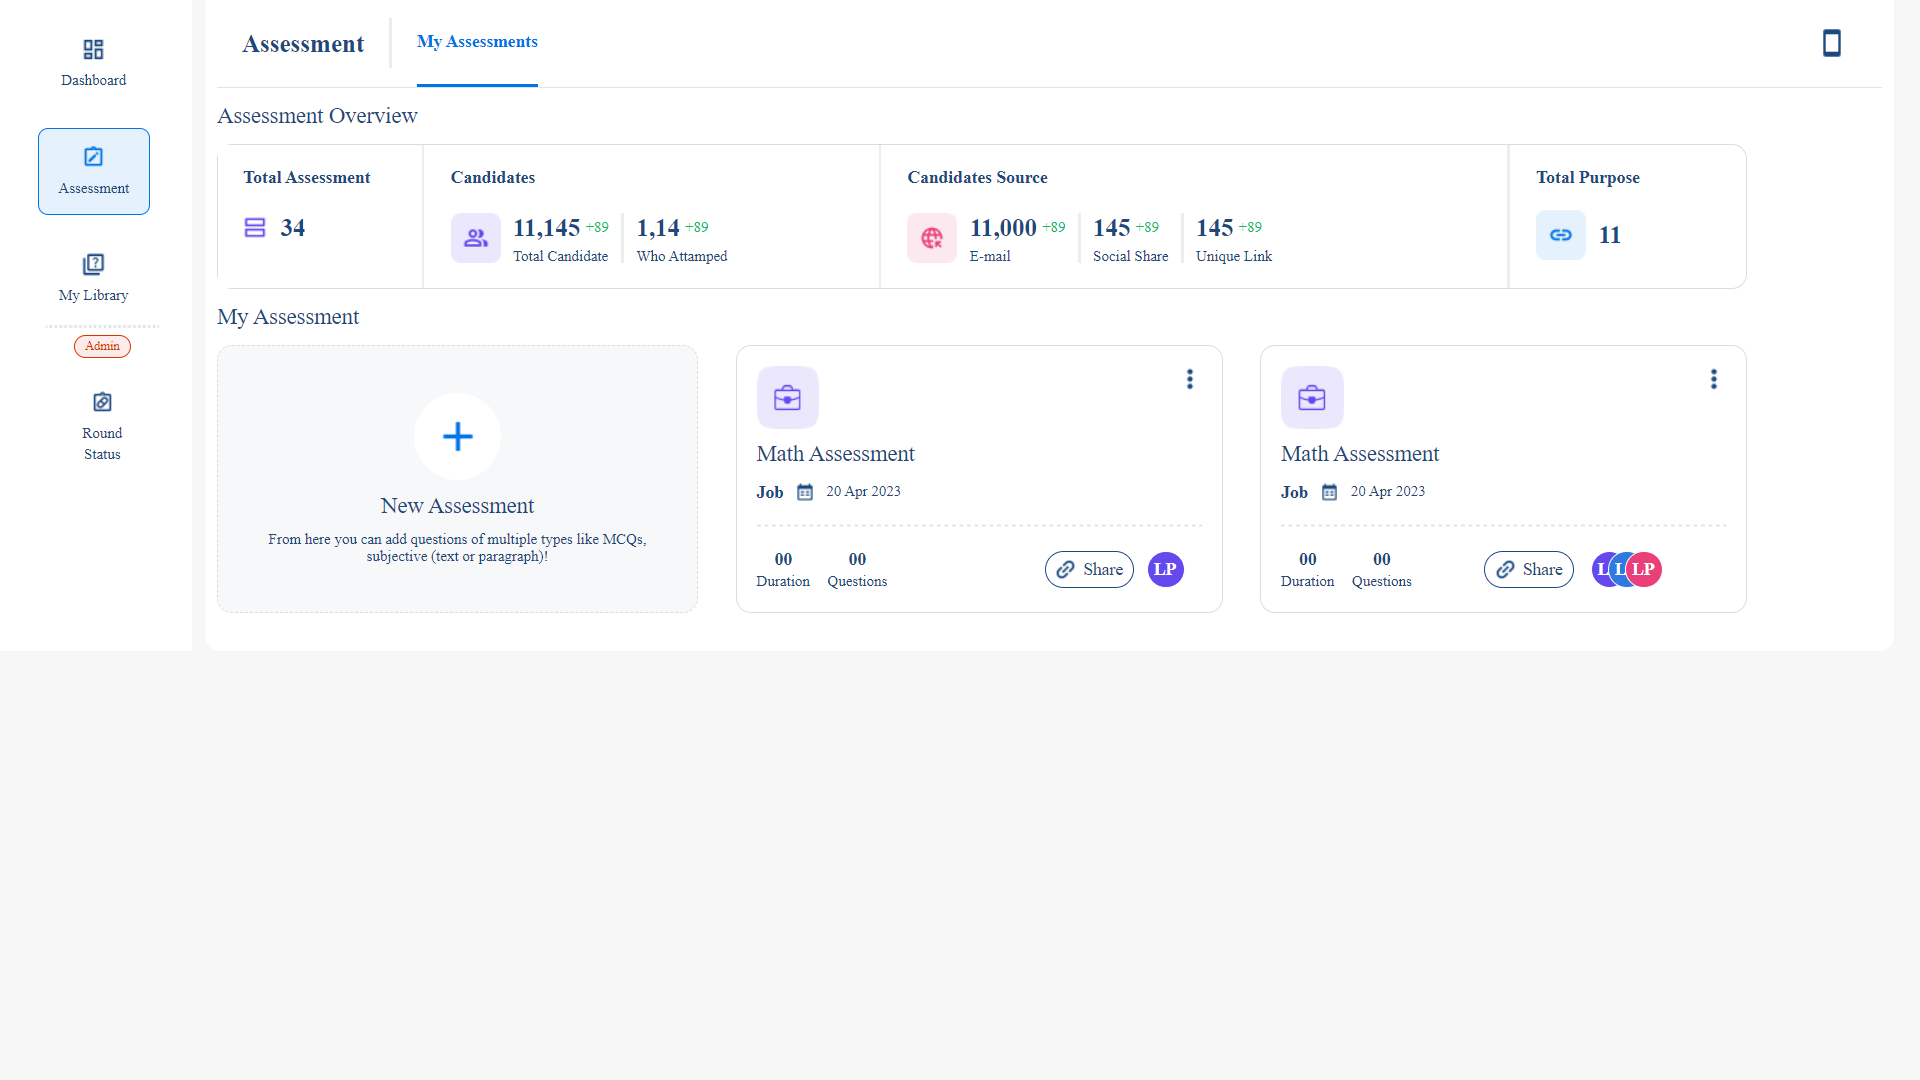 Dashboard
Assessment
My Library
Admin
Round
Status
Assessment
My Assessments
Assessment Overview
Total Assessment
34
Candidates
11,145 +89
Total Candidate
1,14 +89
Who Attamped
Candidates Source
11,000 +89
E-mail
145 +89
Social Share
145 +89
Unique Link
Total Purpose
11
My Assessment
New Assessment
From here you can add questions of multiple types like MCQs,
subjective (text or paragraph)!
Math Assessment
Job 20 Apr 2023
00
Duration
00
Questions
Share
LP
Math Assessment
Job 20 Apr 2023
00
Duration
00
Questions
Share
L L LP